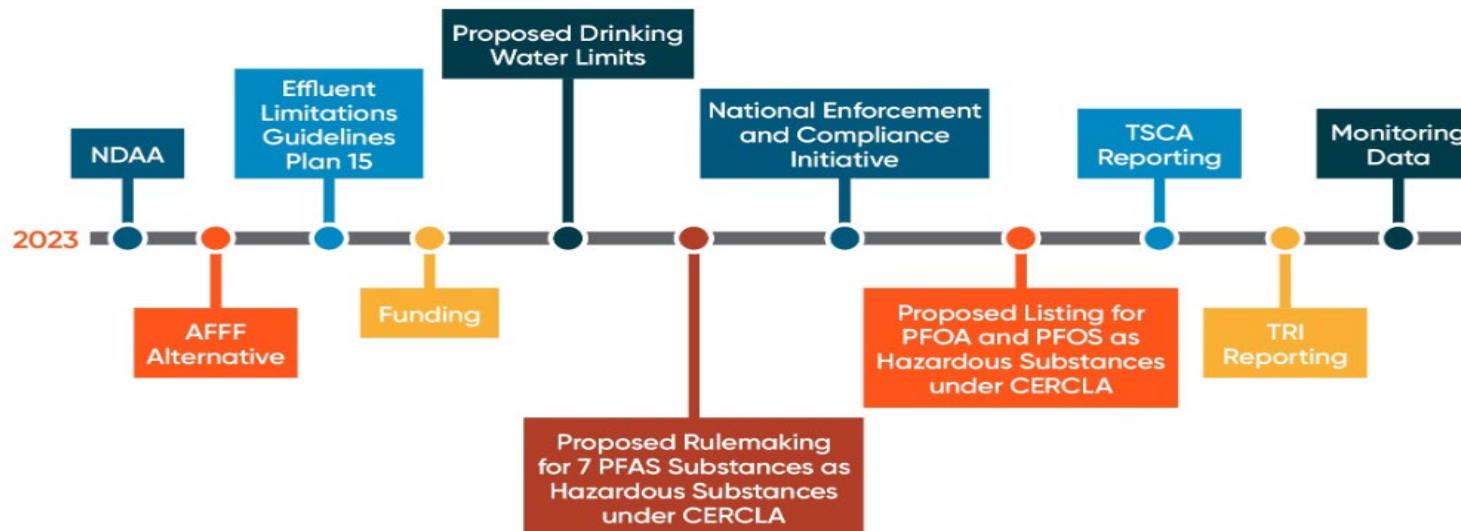 2023
NDAA
AFFF
Alternative
Effluent
Limitations
Guidelines
Plan 15
Funding
Proposed Drinking
Water Limits
Proposed Rulemaking
for 7 PFAS Substances as
Hazardous Substances
under CERCLA
National Enforcement
and Compliance
Initiative
Proposed Listing for
PFOA and PFOS as
Hazardous Substances
under CERCLA
TSCA
Reporting
TRI
Reporting
Monitoring
Data